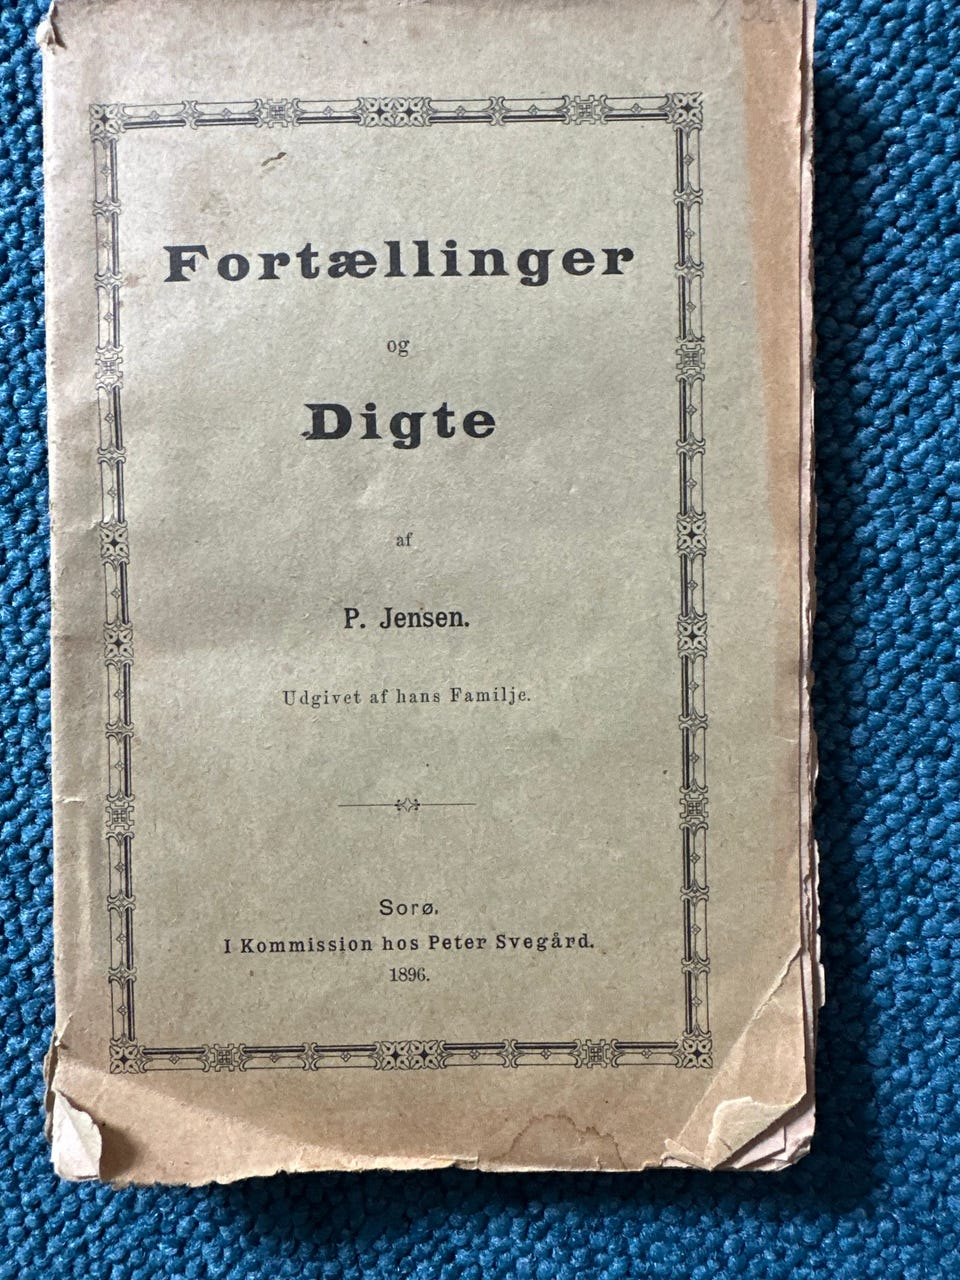 Fortællinger
og
Digte
af
P. Jensen.
Udgivet af hans Familje.
Sorø.
I Kommission hos Peter Svegård.
1896.